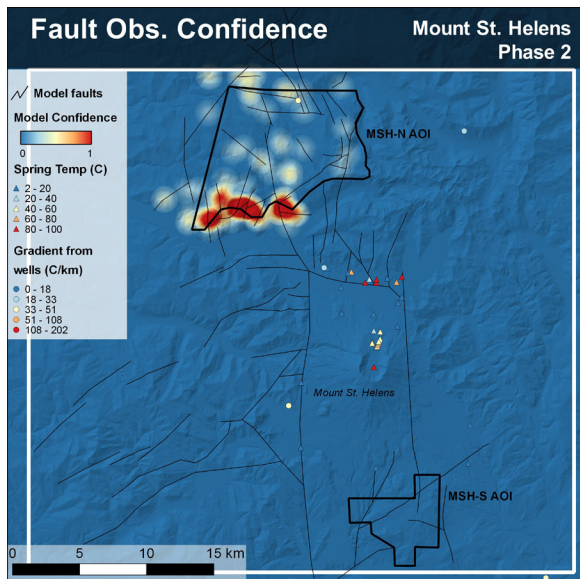 Fault Obs. Confidence
Mount St. Helens
Phase 2
Model faults
Model Confidence
0 1
Spring Temp (C)
2 - 20
20 - 40
40 - 60
60 - 80
80 - 100
Gradient from
wells (C/km)
0 - 18
18 - 33
33 - 51
51 - 108
108 - 202
MSH-N AOI
Mount St. Helens
MSH-S AOI
0 5 10 15 km